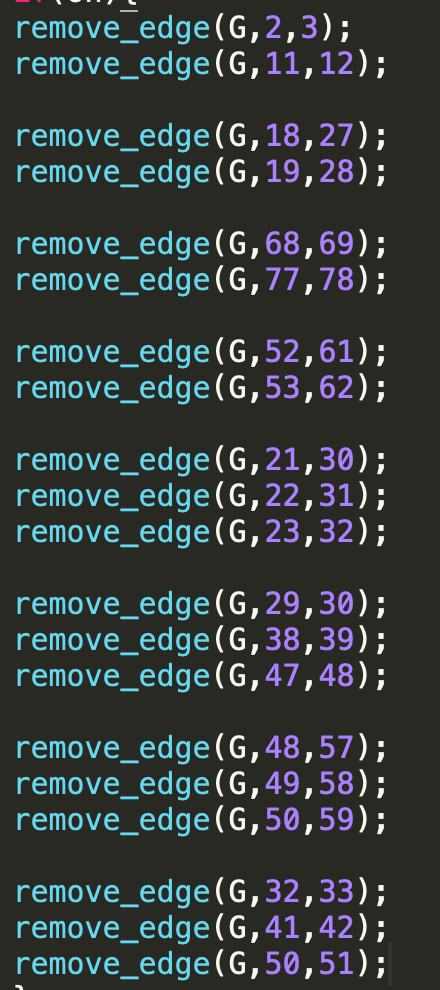 remove_edge(G,2,3);
remove_edge(G,11,12);
remove_edge(G,18,27);
remove_edge(G,19,28);
remove_edge(G,68,69);
remove_edge(G,77,78);
remove_edge(G,52,61);
remove_edge(G,53,62);
remove_edge(G,21,30);
remove_edge(G,22,31);
remove_edge(G,23,32);
remove_edge(G,29,30);
remove_edge(G,38,39);
remove_edge(G,47,48);
remove_edge(G,48,57);
remove_edge(G,49,58);
remove_edge(G,50,59);
remove_edge(G,32,33);
remove_edge(G,41,42);
remove_edge(G,50,51);
}